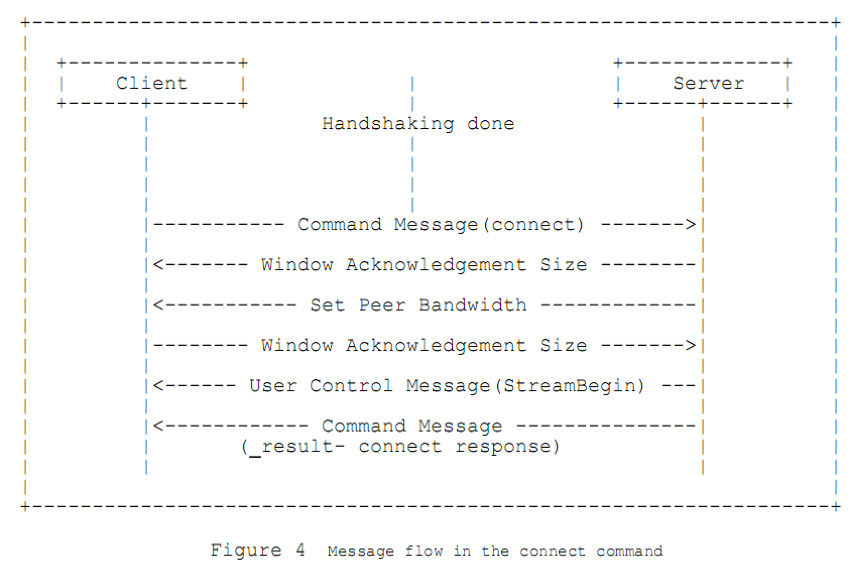 Client Server
Handshaking done
----------- Command Message(connect) ------->
<------- Window Acknowledgement Size --------
<----------- Set Peer Bandwidth -------------
-------- Window Acknowledgement Size ------->
<------ User Control Message(StreamBegin) ---
<------------ Command Message ---------------
(_result- connect response)
Figure 4 Message flow in the connect command